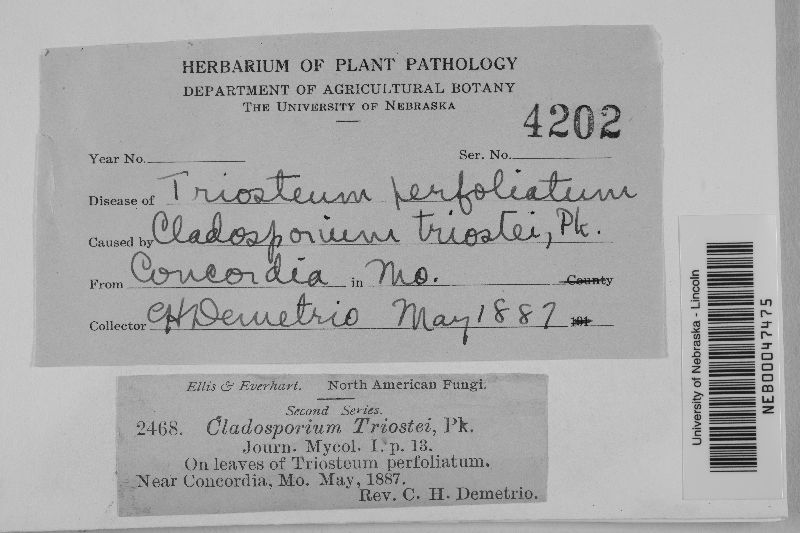 HERBARIUM OF PLANT PATHOLOGY
DEPARTMENT OF AGRICULTURAL BOTANY
THE UNIVERSITY OF NEBRASKA
4202
Year No. Ser. No.
Disease of Triosteum perfoliatum
Caused by Cladosporium triostei, Pk.
From Concordia in Mo. County
Collector CHDemetrio May 1887 191
Ellis & Everhart. North American Fungi.
Second Series.
2468. Cladosporium Triostei, Pk.
Journ. Mycol. I. p. 13.
On leaves of Triosteum perfoliatum.
Near Concordia, Mo. May, 1887.
Rev. C. H. Demetrio.
University of Nebraska - Lincoln
NEB00047475